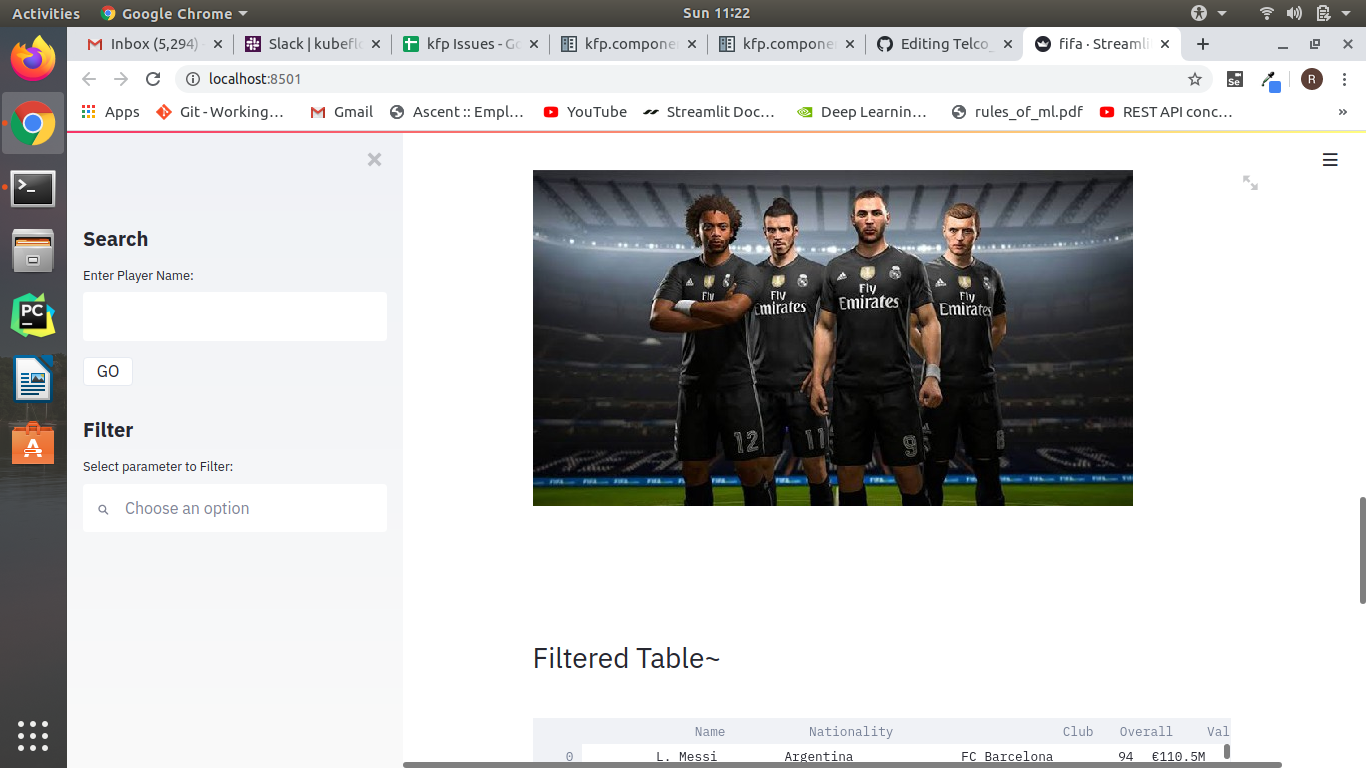 Activities Google Chrome Sun 11:22
Inbox (5,294) Slack | kubeflo kfp Issues - Go kfp.compone kfp.compone Editing Telco_ fifa · Streamlit
localhost:8501
Apps Git - Working... Gmail Ascent :: Empl... YouTube Streamlit Doc... Deep Learnin... rules_of_ml.pdf REST API conc... »
Search
Enter Player Name:
GO
Filter
Select parameter to Filter:
Choose an option
Fly Emirates
Fly Emirates
Fly Emirates
Fly Emirates
12 11 9 8
Filtered Table~
Name Nationality Club Overall Val
0 L. Messi Argentina FC Barcelona 94 €110.5M